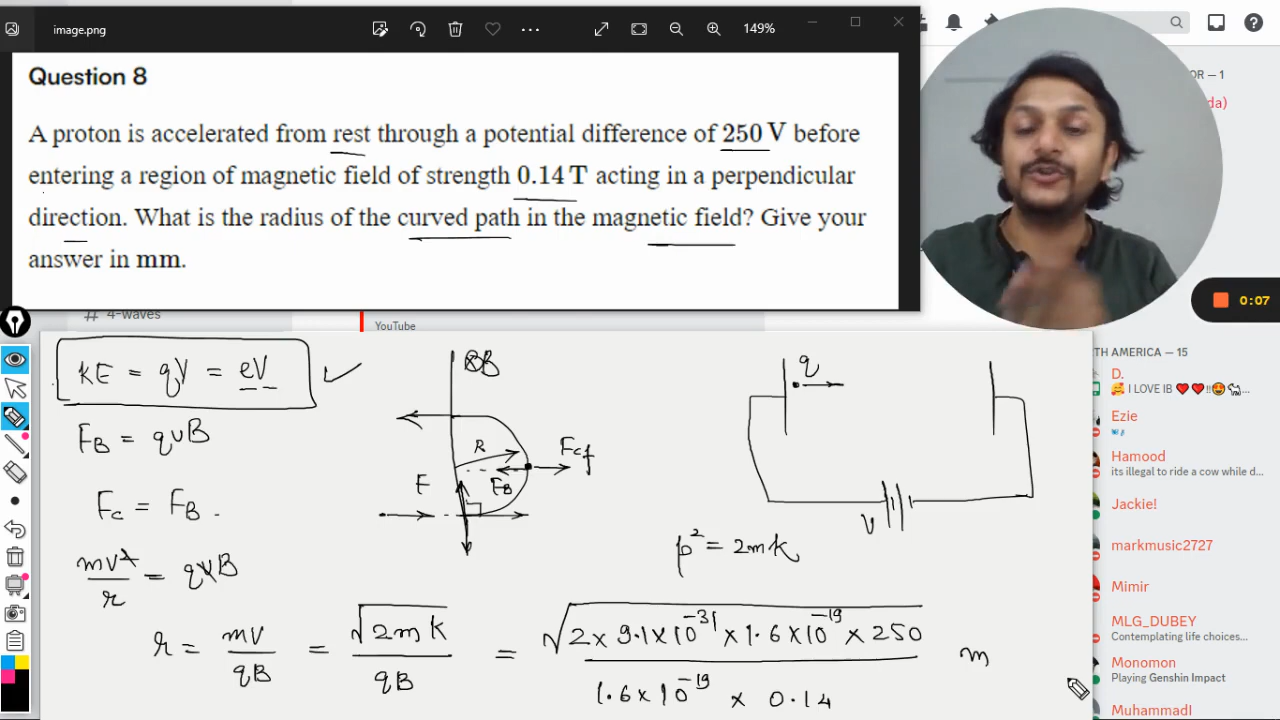 image.png
149%
Question 8
A proton is accelerated from rest through a potential difference of 250 V before
entering a region of magnetic field of strength 0.14 T acting in a perpendicular
direction. What is the radius of the curved path in the magnetic field? Give your
answer in mm.
OR — 1
da)
0:07
# 4-waves
YouTube
TH AMERICA — 15
D.
I LOVE IB ❤️❤️!!😍...
Ezie
Hamood
its illegal to ride a cow while d...
Jackie!
markmusic2727
Mimir
MLG_DUBEY
Contemplating life choices...
Monomon
Playing Genshin Impact
MuhammadI
KE = qV = eV
F_B = qvB
F_c = F_B
mv²/r = qvB
r = mv/qB = √(2mK)/qB = √(2 × 9.1×10⁻³¹ × 1.6×10⁻¹⁹ × 250)/(1.6×10⁻¹⁹ × 0.14) m
⊗B
R
F_cf
F_B
F
q
V
p² = 2mK